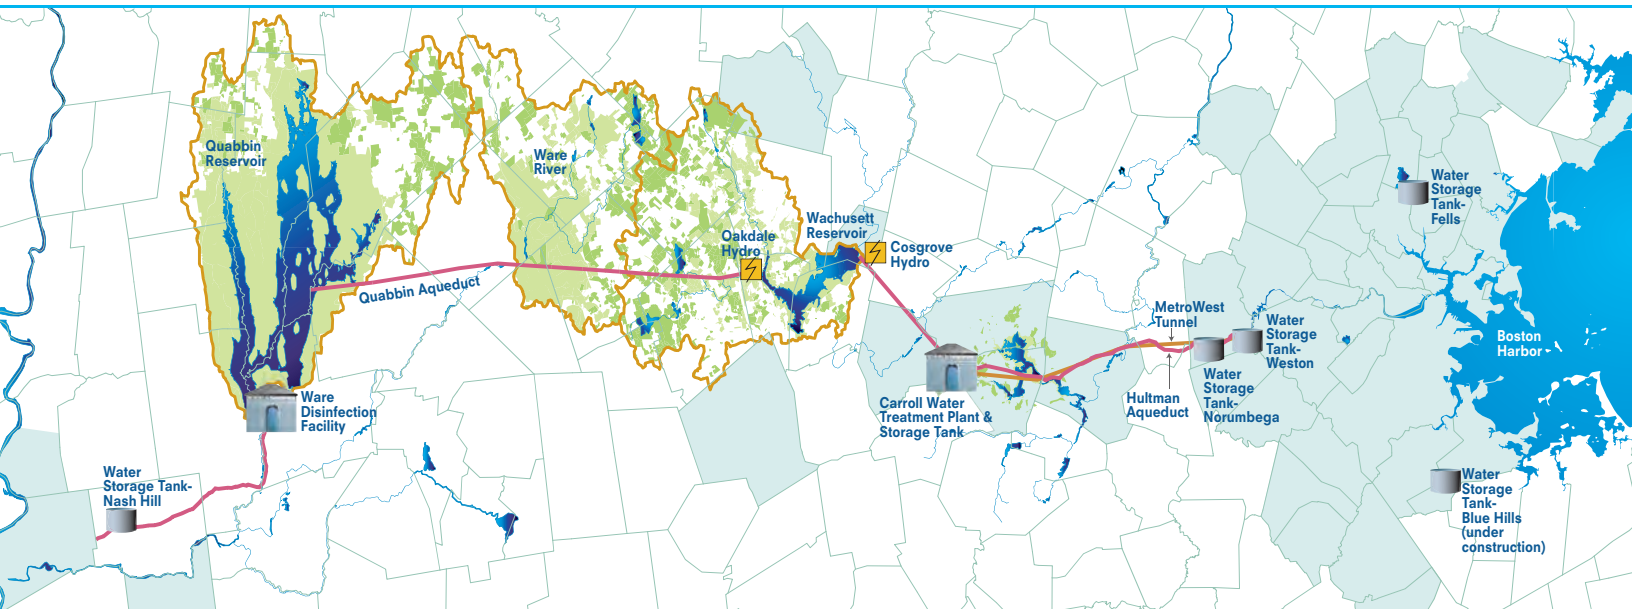 Quabbin
Reservoir
Ware
River
Wachusett
Reservoir
Oakdale
Hydro
Cosgrove
Hydro
Quabbin Aqueduct
Water
Storage
Tank-
Fells
MetroWest
Tunnel
Water
Storage
Tank-
Weston
Boston
Harbor
Water
Storage
Tank-
Norumbega
Hultman
Aqueduct
Carroll Water
Treatment Plant &
Storage Tank
Ware
Disinfection
Facility
Water
Storage Tank-
Nash Hill
Water
Storage
Tank-
Blue Hills
(under
construction)